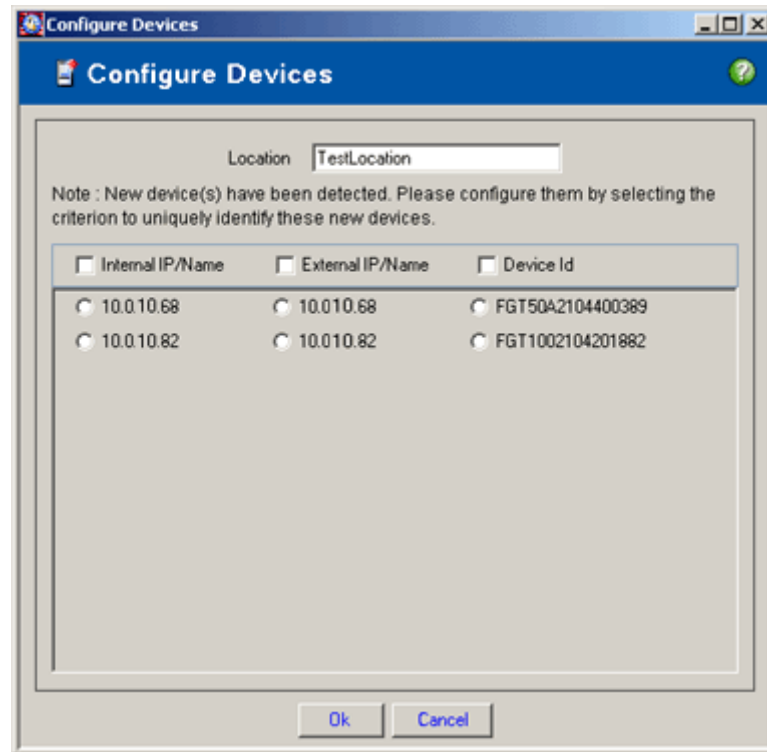 Configure Devices
Configure Devices
Location TestLocation
Note : New device(s) have been detected. Please configure them by selecting the
criterion to uniquely identify these new devices.
Internal IP/Name External IP/Name Device Id
10.0.10.68 10.010.68 FGT50A2104400389
10.0.10.82 10.010.82 FGT1002104201882
Ok Cancel